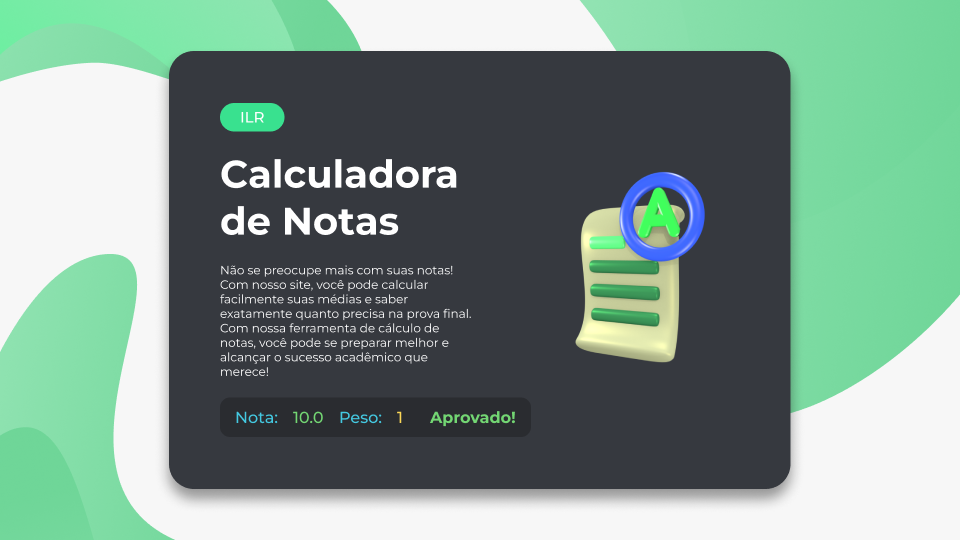 ILR
Calculadora
de Notas
A
Não se preocupe mais com suas notas!
Com nosso site, você pode calcular
facilmente suas médias e saber
exatamente quanto precisa na prova final.
Com nossa ferramenta de cálculo de
notas, você pode se preparar melhor e
alcançar o sucesso acadêmico que
merece!
Nota: 10.0 Peso: 1 Aprovado!